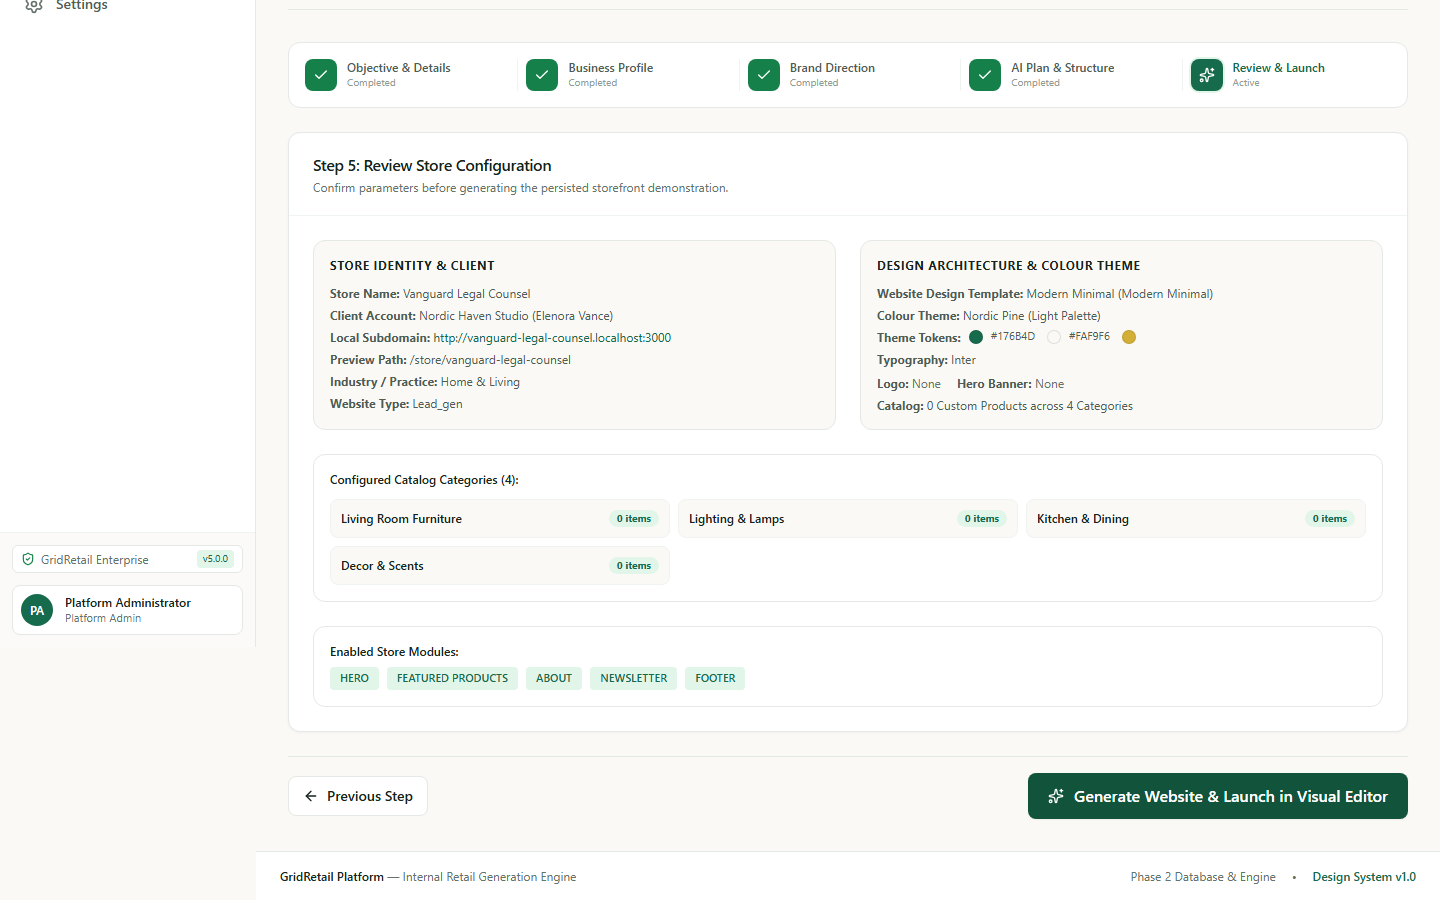 Settings
Objective & Details
Completed
Business Profile
Completed
Brand Direction
Completed
AI Plan & Structure
Completed
Review & Launch
Active
Step 5: Review Store Configuration
Confirm parameters before generating the persisted storefront demonstration.
STORE IDENTITY & CLIENT
Store Name: Vanguard Legal Counsel
Client Account: Nordic Haven Studio (Elenora Vance)
Local Subdomain: http://vanguard-legal-counsel.localhost:3000
Preview Path: /store/vanguard-legal-counsel
Industry / Practice: Home & Living
Website Type: Lead_gen
DESIGN ARCHITECTURE & COLOUR THEME
Website Design Template: Modern Minimal (Modern Minimal)
Colour Theme: Nordic Pine (Light Palette)
Theme Tokens: #176B4D #FAF9F6
Typography: Inter
Logo: None Hero Banner: None
Catalog: 0 Custom Products across 4 Categories
Configured Catalog Categories (4):
Living Room Furniture 0 items
Lighting & Lamps 0 items
Kitchen & Dining 0 items
Decor & Scents 0 items
Enabled Store Modules:
HERO FEATURED PRODUCTS ABOUT NEWSLETTER FOOTER
GridRetail Enterprise v5.0.0
PA
Platform Administrator
Platform Admin
Previous Step
Generate Website & Launch in Visual Editor
GridRetail Platform — Internal Retail Generation Engine
Phase 2 Database & Engine • Design System v1.0